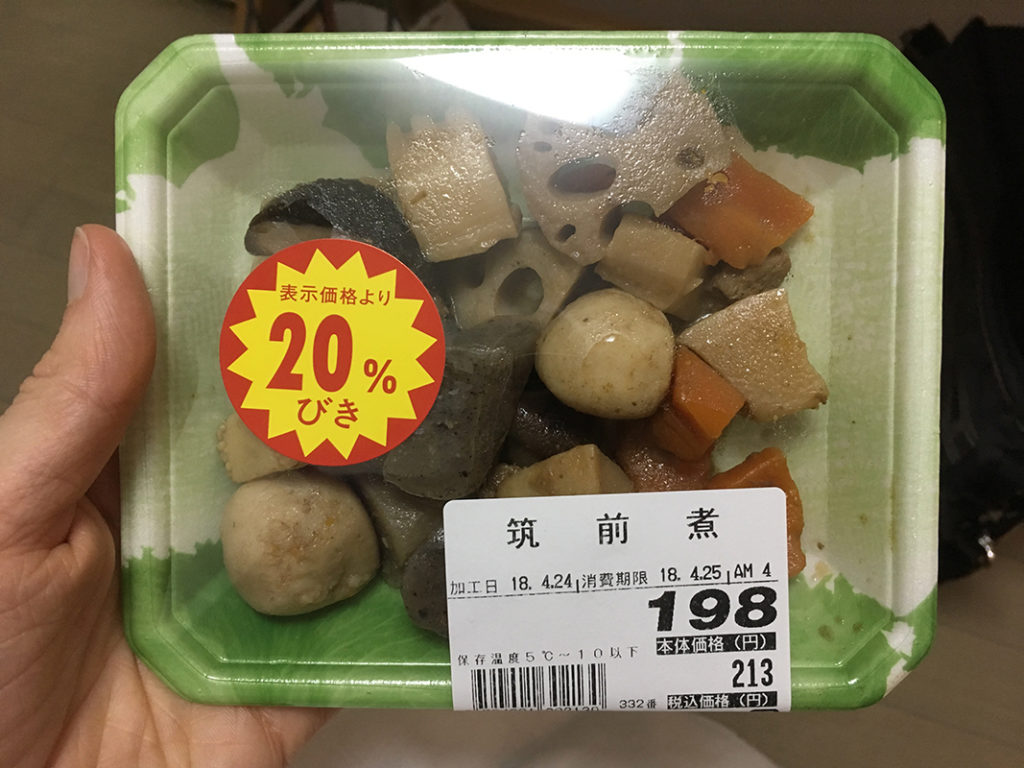 表示価格より
20%
びき
筑前煮
加工日 18. 4.24 消費期限 18. 4.25 AM 4
198
本体価格（円）
保存温度5℃～10以下
213
332番 税込価格（円）